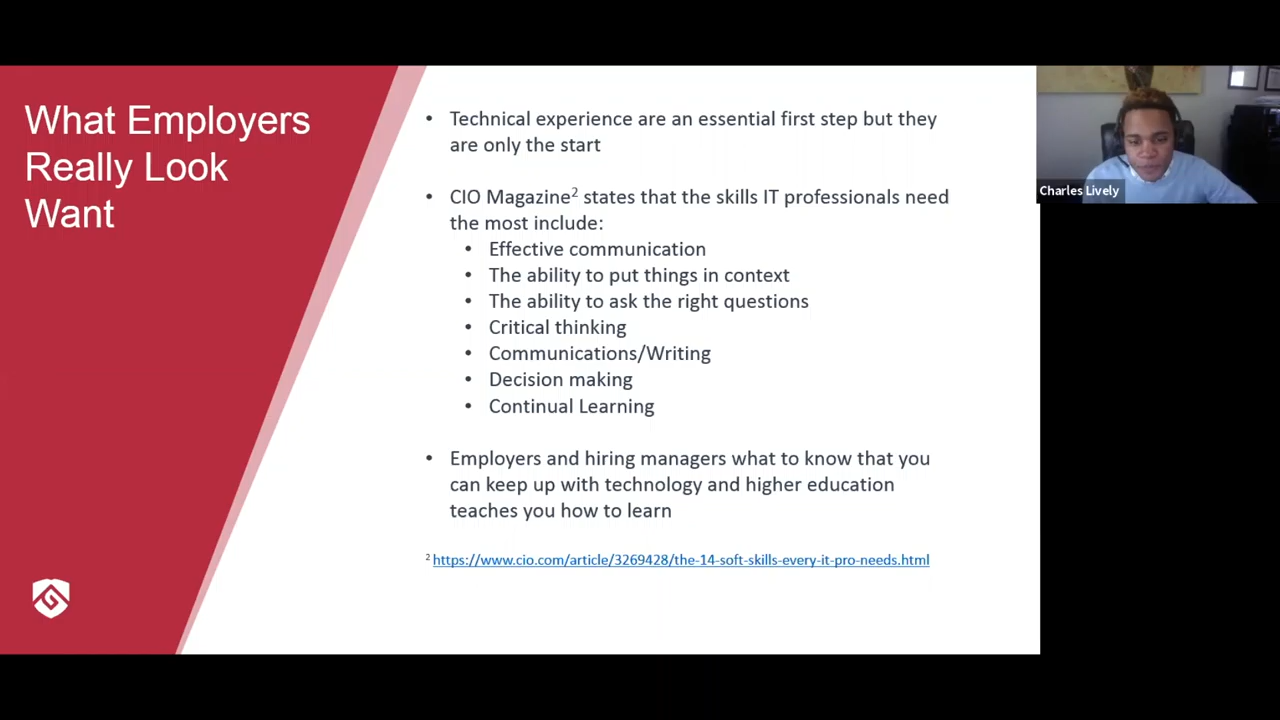 What Employers
Really Look
Want
• Technical experience are an essential first step but they
are only the start
• CIO Magazine² states that the skills IT professionals need
the most include:
• Effective communication
• The ability to put things in context
• The ability to ask the right questions
• Critical thinking
• Communications/Writing
• Decision making
• Continual Learning
• Employers and hiring managers what to know that you
can keep up with technology and higher education
teaches you how to learn
² https://www.cio.com/article/3269428/the-14-soft-skills-every-it-pro-needs.html
Charles Lively